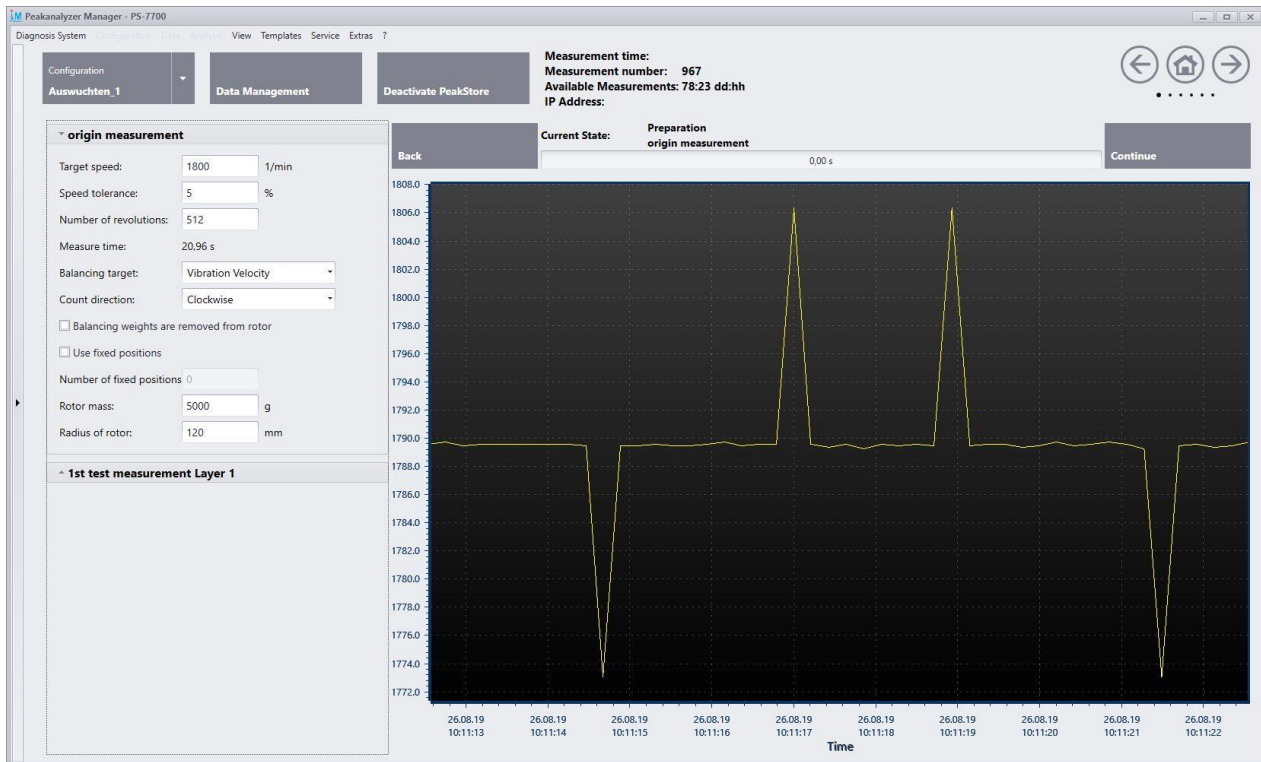 Peakanalyzer Manager - PS-7700
Diagnosis System Configuration Data Analysis View Templates Service Extras ?
Configuration
Auswuchten_1
Data Management
Deactivate PeakStore
Measurement time:
Measurement number: 967
Available Measurements: 78:23 dd:hh
IP Address:
origin measurement
Target speed: 1800 1/min
Speed tolerance: 5 %
Number of revolutions: 512
Measure time: 20,96 s
Balancing target: Vibration Velocity
Count direction: Clockwise
Balancing weights are removed from rotor
Use fixed positions
Number of fixed positions 0
Rotor mass: 5000 g
Radius of rotor: 120 mm
1st test measurement Layer 1
Back
Current State: Preparation
origin measurement
0,00 s
Continue
1808.0
1806.0
1804.0
1802.0
1800.0
1798.0
1796.0
1794.0
1792.0
1790.0
1788.0
1786.0
1784.0
1782.0
1780.0
1778.0
1776.0
1774.0
1772.0
26.08.19 26.08.19 26.08.19 26.08.19 26.08.19 26.08.19 26.08.19 26.08.19 26.08.19 26.08.19
10:11:13 10:11:14 10:11:15 10:11:16 10:11:17 10:11:18 10:11:19 10:11:20 10:11:21 10:11:22
Time